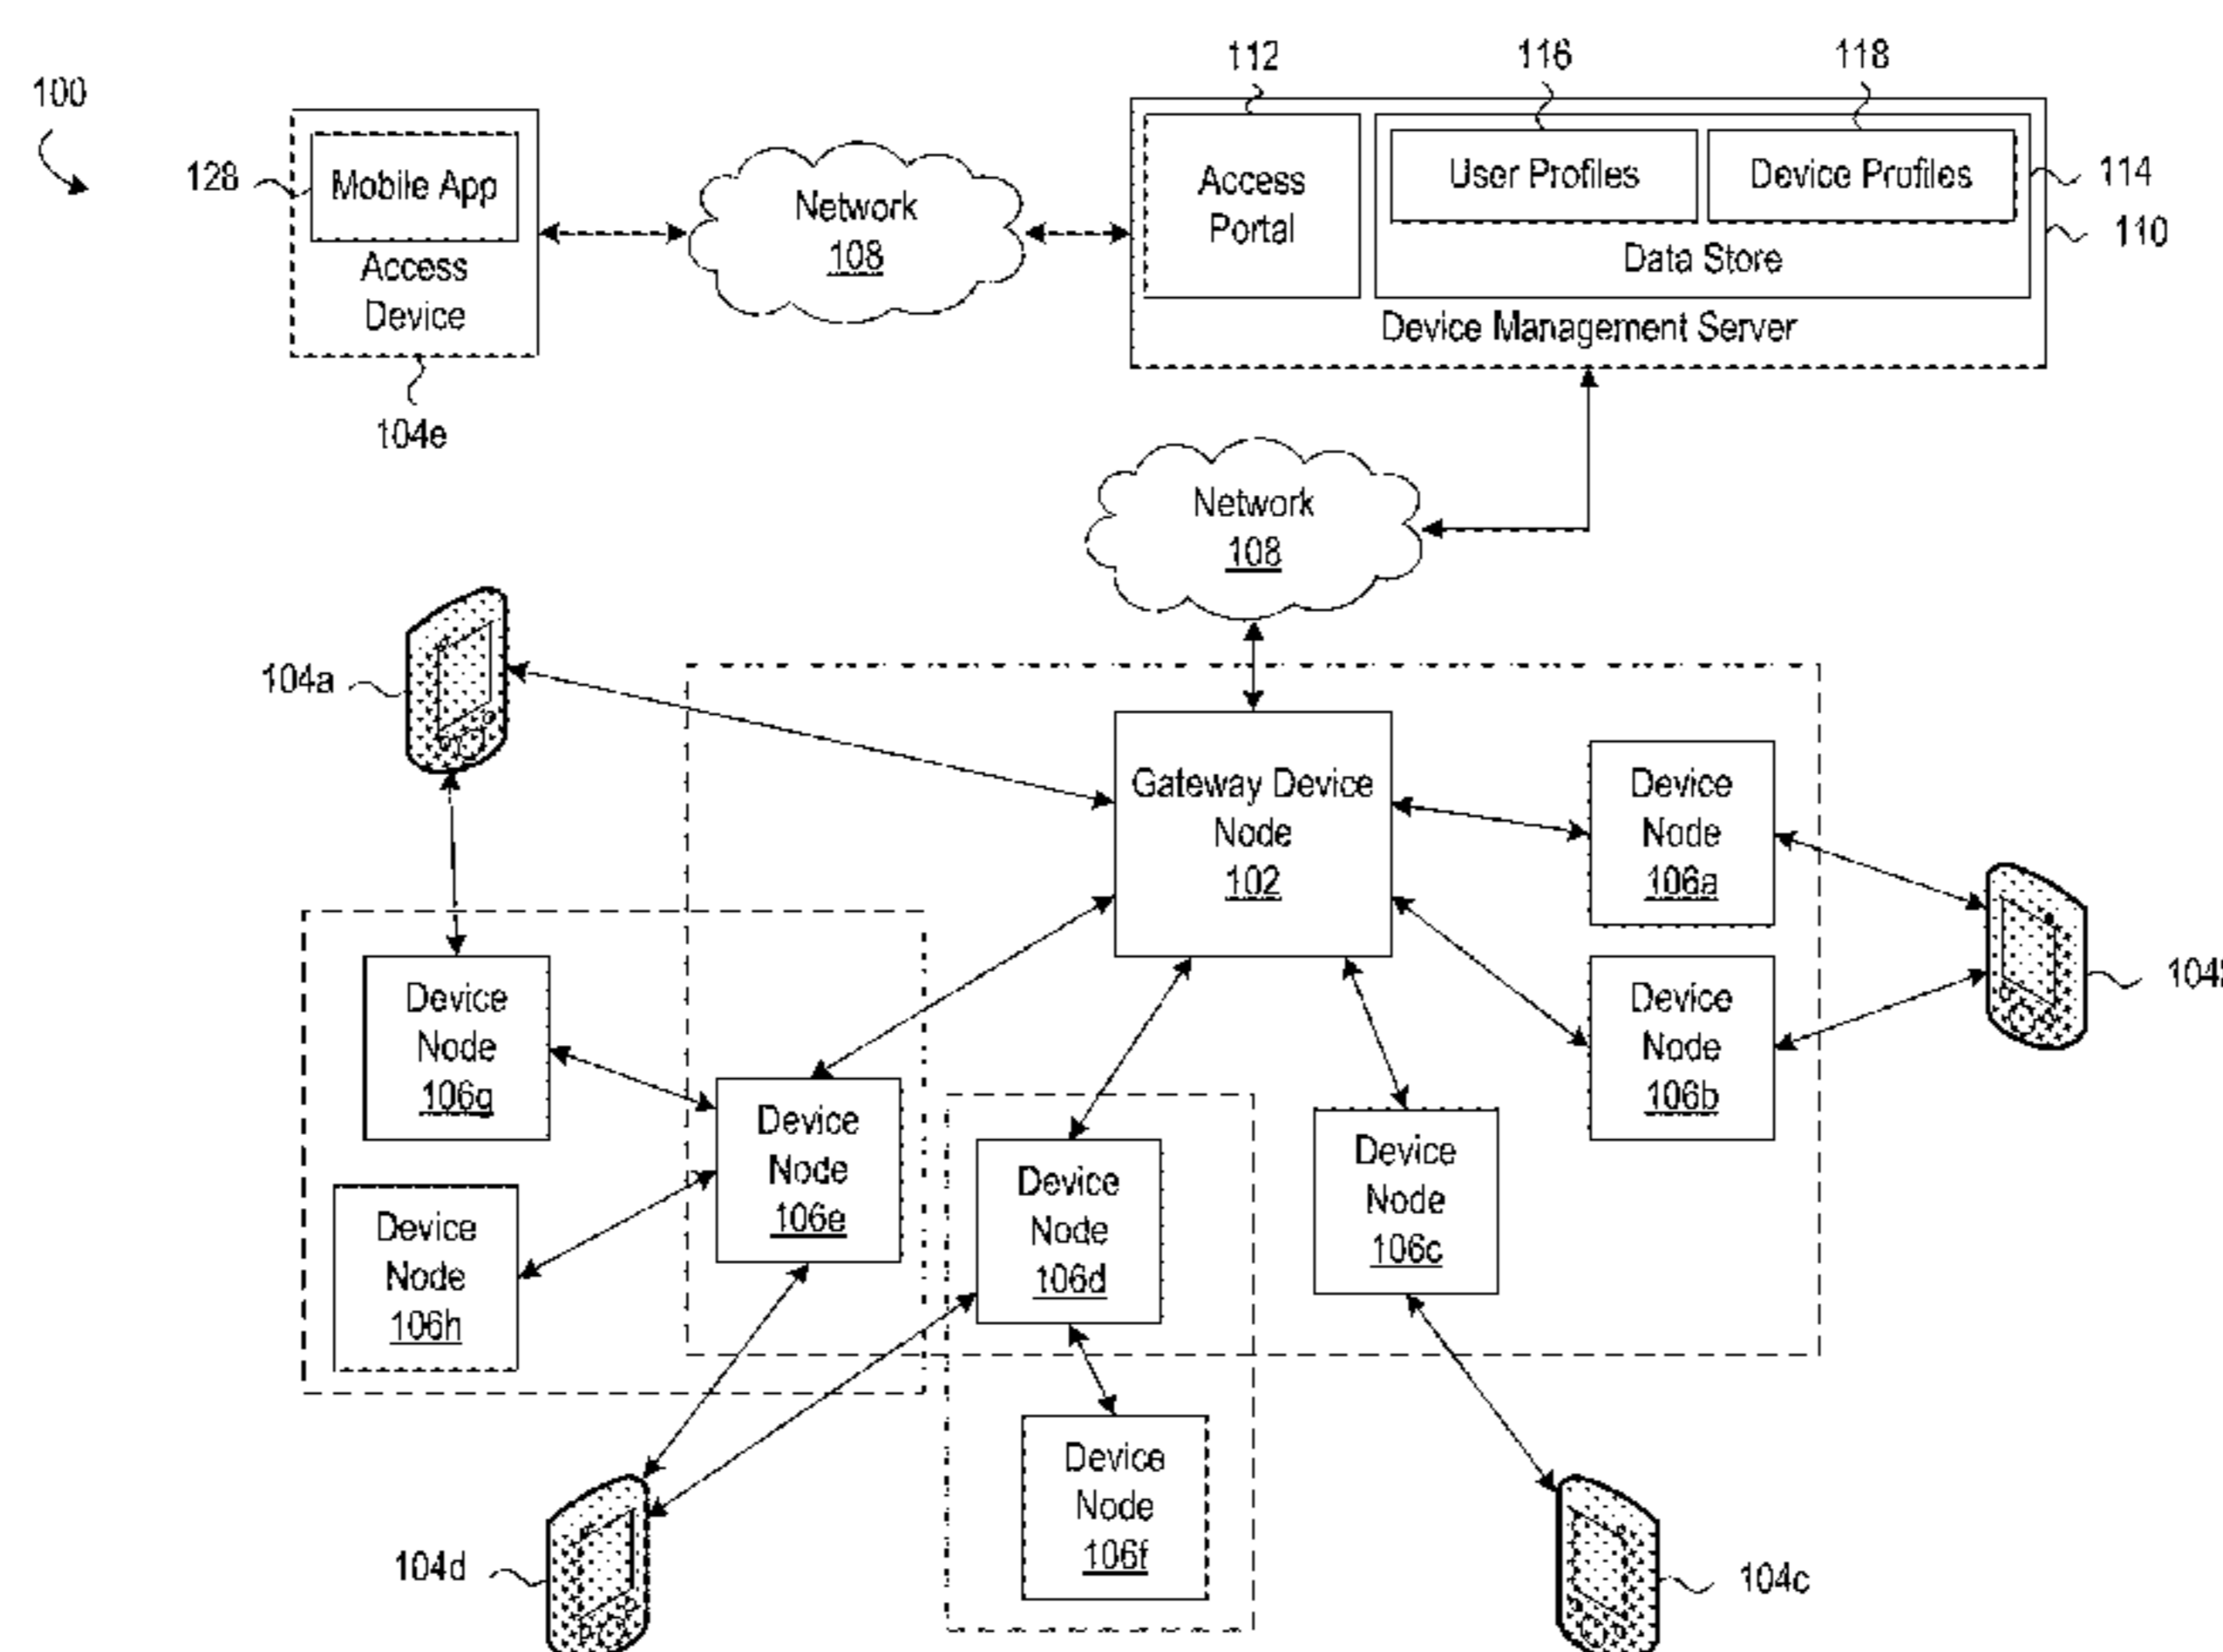 100
112
116
118
128
Mobile App
Access
Device
104e
Network
108
Access
Portal
User Profiles
Device Profiles
Data Store
Device Management Server
114
110
Network
108
104a
Gateway Device
Node
102
Device
Node
106a
Device
Node
106b
Device
Node
106g
Device
Node
106e
Device
Node
106d
Device
Node
106c
Device
Node
106h
Device
Node
106f
104d
104c